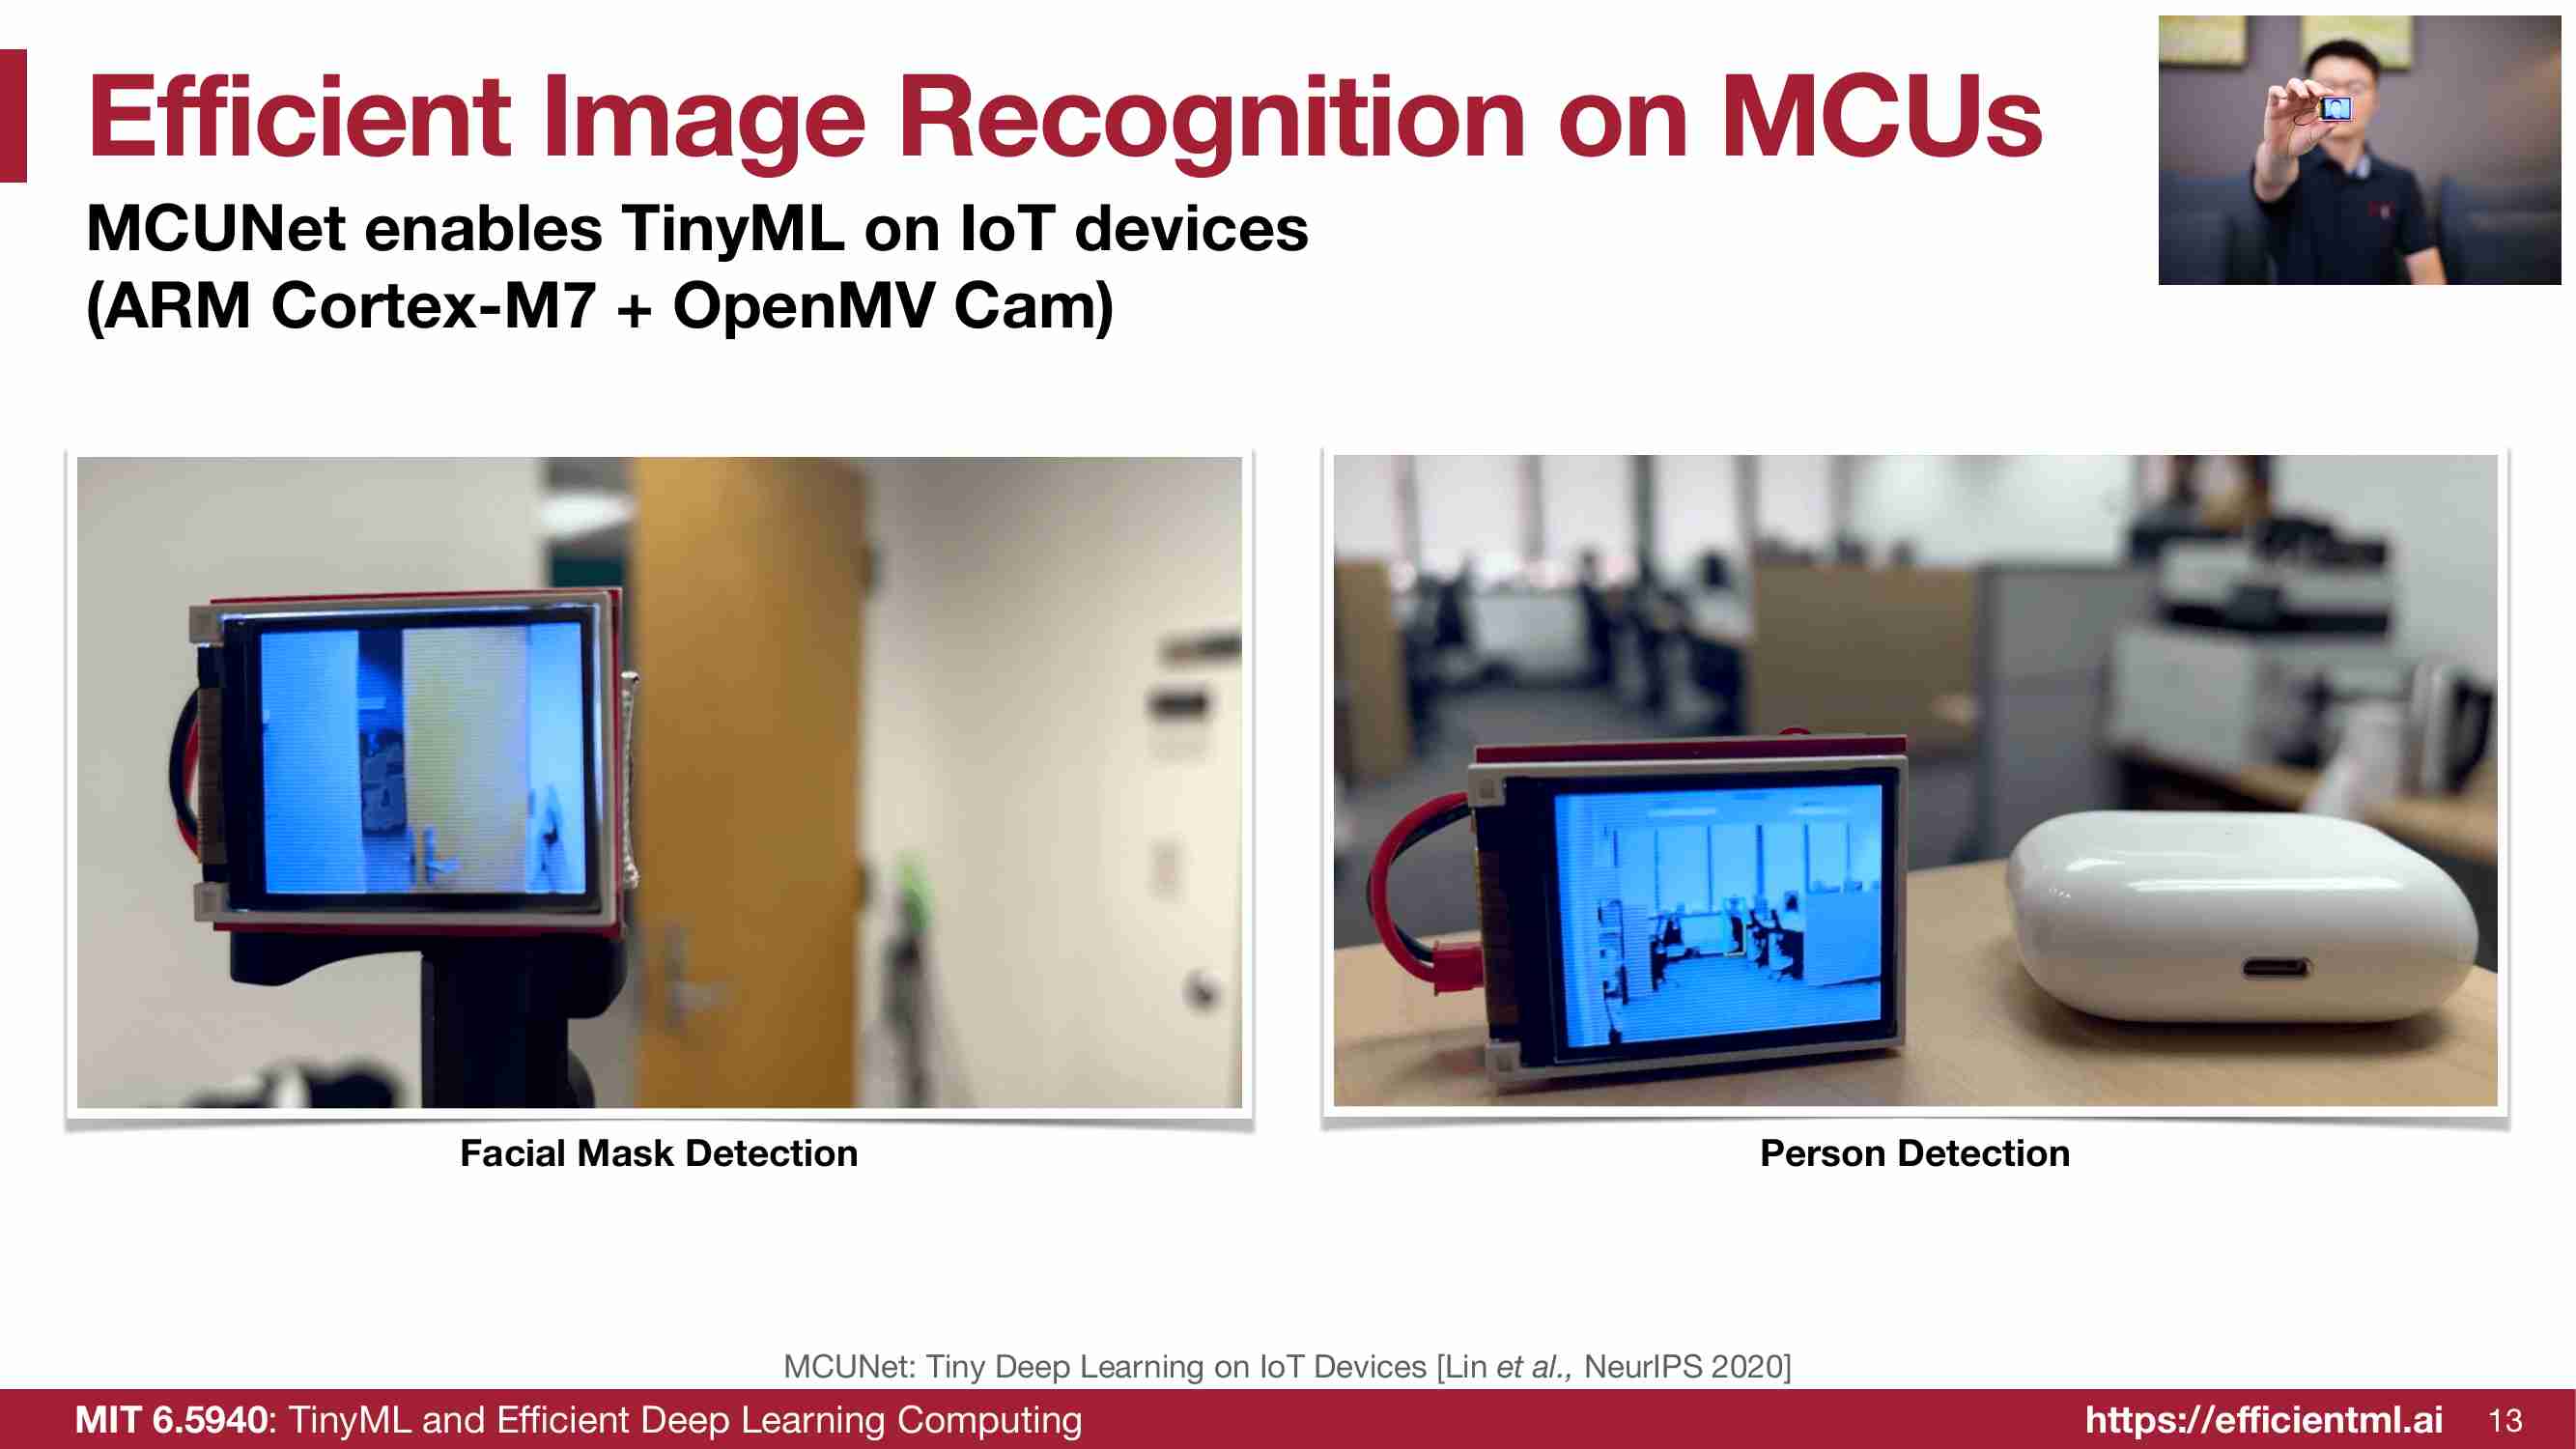 Efficient Image Recognition on MCUs
MCUNet enables TinyML on IoT devices
(ARM Cortex-M7 + OpenMV Cam)
Facial Mask Detection
Person Detection
MCUNet: Tiny Deep Learning on IoT Devices [Lin et al., NeurIPS 2020]
MIT 6.5940: TinyML and Efficient Deep Learning Computing
https://efficientml.ai
13